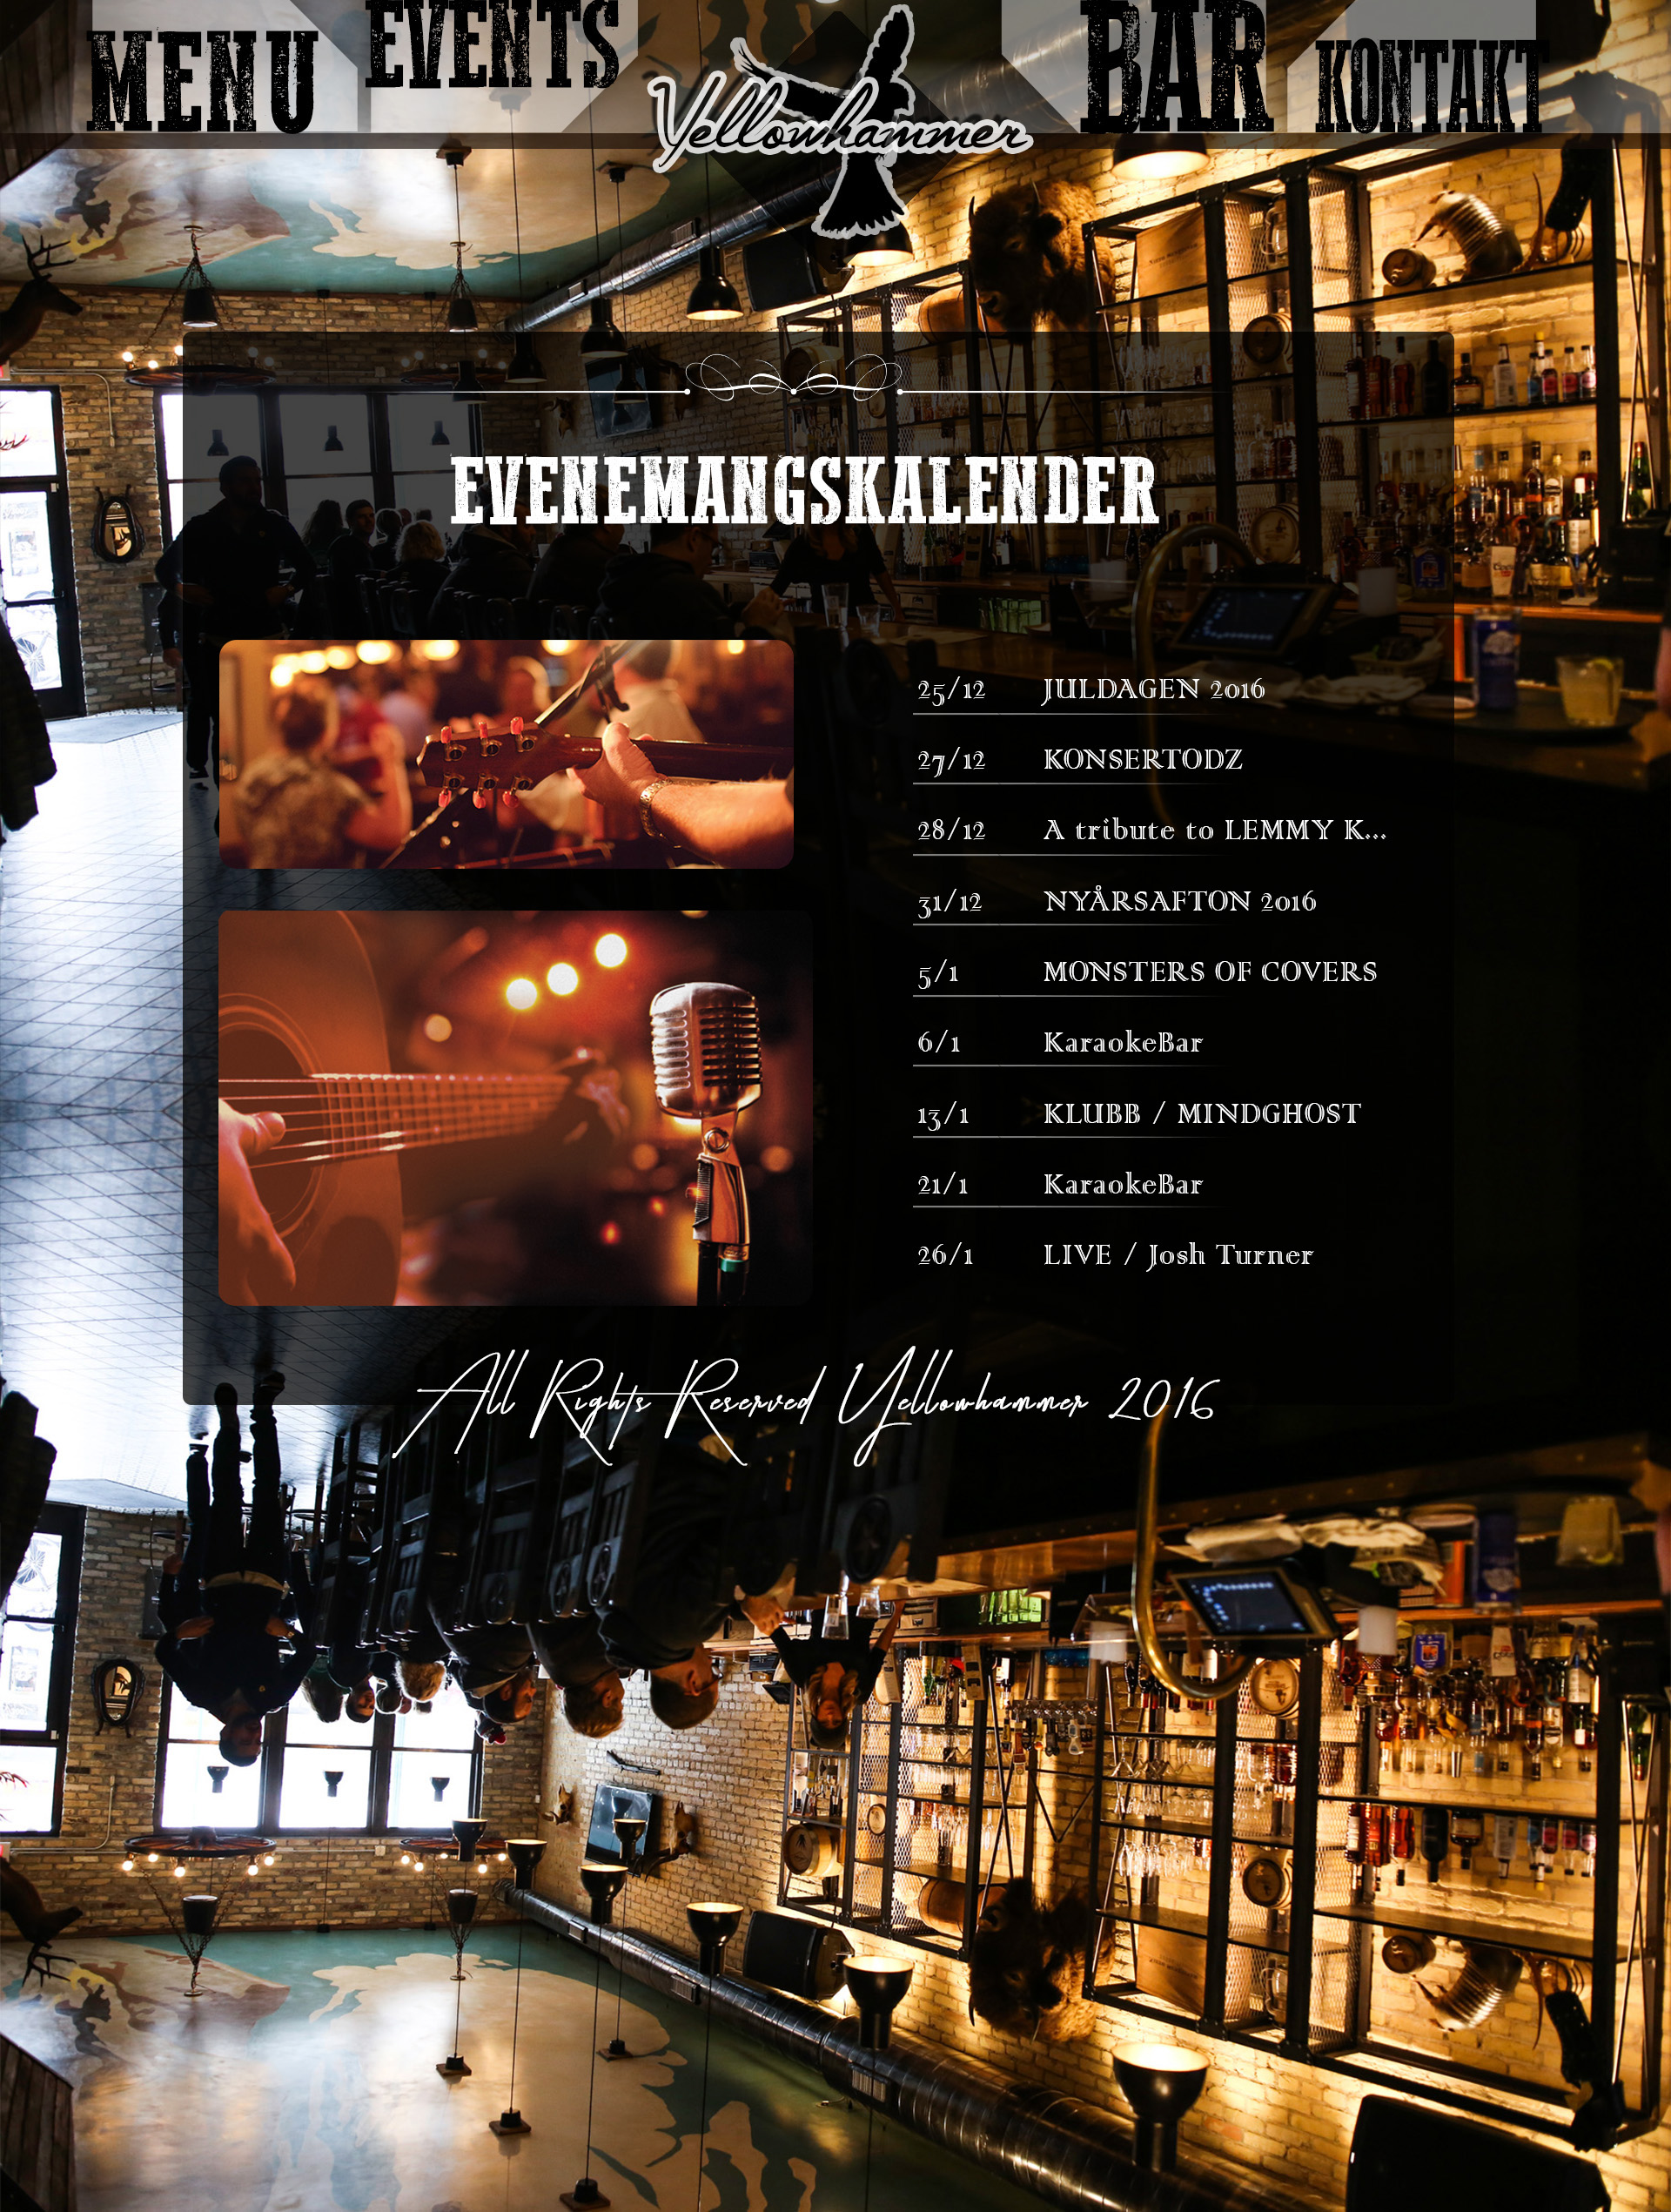 MENU
EVENTS
Yellowhammer
BAR
KONTAKT
EVENEMANGSKALENDER
25/12 JULDAGEN 2016
27/12 KONSERTODZ
28/12 A tribute to LEMMY K...
31/12 NYÅRSAFTON 2016
5/1 MONSTERS OF COVERS
6/1 KaraokeBar
13/1 KLUBB / MINDGHOST
21/1 KaraokeBar
26/1 LIVE / Josh Turner
All Rights Reserved Yellowhammer 2016